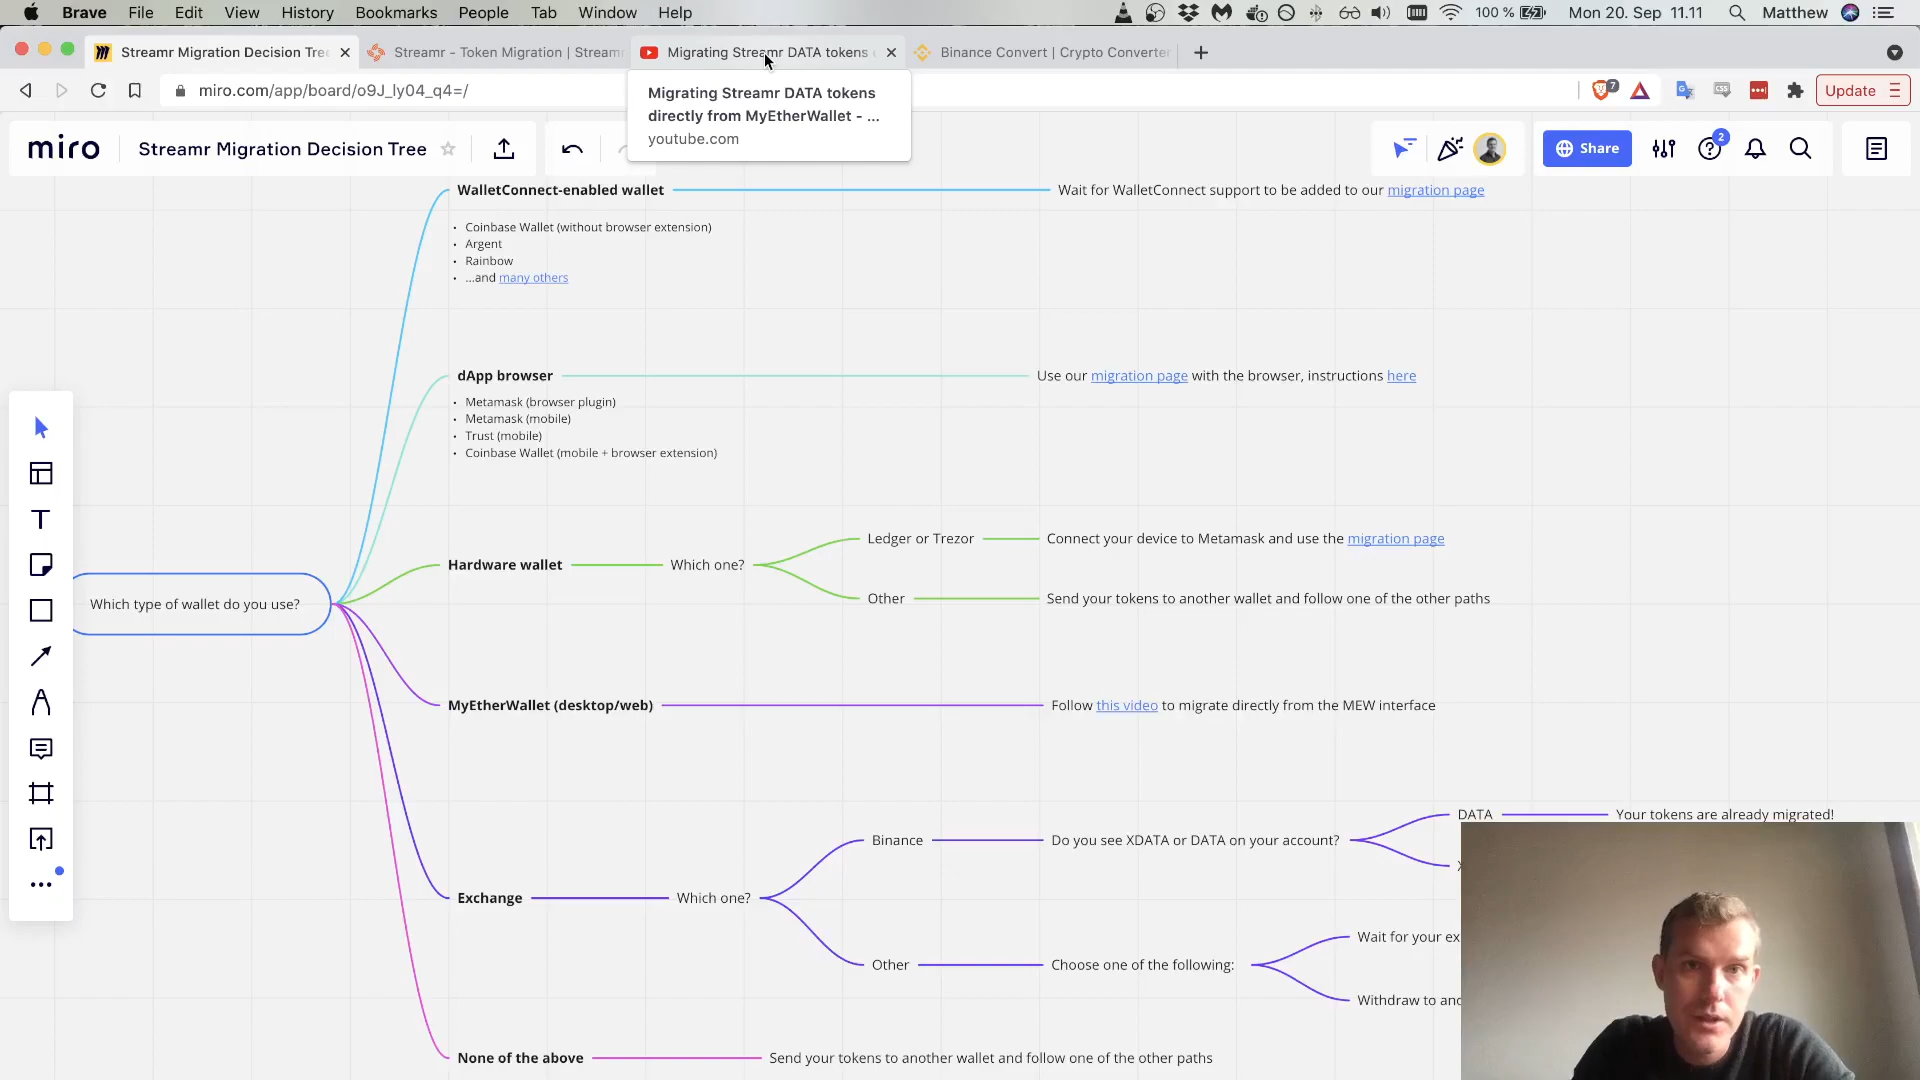 Brave File Edit View History Bookmarks People Tab Window Help 100 % Mon 20. Sep 11.11 Matthew
Streamr Migration Decision Tree Streamr – Token Migration | Streamr Migrating Streamr DATA tokens Binance Convert | Crypto Converter
miro.com/app/board/o9J_ly04_q4=/ 7 CSS Update
Migrating Streamr DATA tokens
directly from MyEtherWallet - ...
youtube.com
miro Streamr Migration Decision Tree Share 2
WalletConnect-enabled wallet Wait for WalletConnect support to be added to our migration page
• Coinbase Wallet (without browser extension)
• Argent
• Rainbow
• ...and many others
dApp browser Use our migration page with the browser, instructions here
• Metamask (browser plugin)
• Metamask (mobile)
• Trust (mobile)
• Coinbase Wallet (mobile + browser extension)
Ledger or Trezor Connect your device to Metamask and use the migration page
Hardware wallet Which one?
Other Send your tokens to another wallet and follow one of the other paths
Which type of wallet do you use?
MyEtherWallet (desktop/web) Follow this video to migrate directly from the MEW interface
DATA Your tokens are already migrated!
Binance Do you see XDATA or DATA on your account?
Exchange Which one?
Wait for your ex
Other Choose one of the following:
Withdraw to
None of the above Send your tokens to another wallet and follow one of the other paths